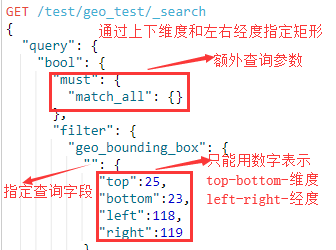 GET /test/geo_test/_search
{
通过上下维度和左右经度指定矩形
"query": {
"bool": {
额外查询参数
"must": {
"match_all": {}
},
"filter": {
"geo_bounding_box": {
"": {
只能用数字表示
"top":25,
top-bottom-维度
指定查询字段
"bottom":23,
left-right-经度
"left":118,
"right":119
}